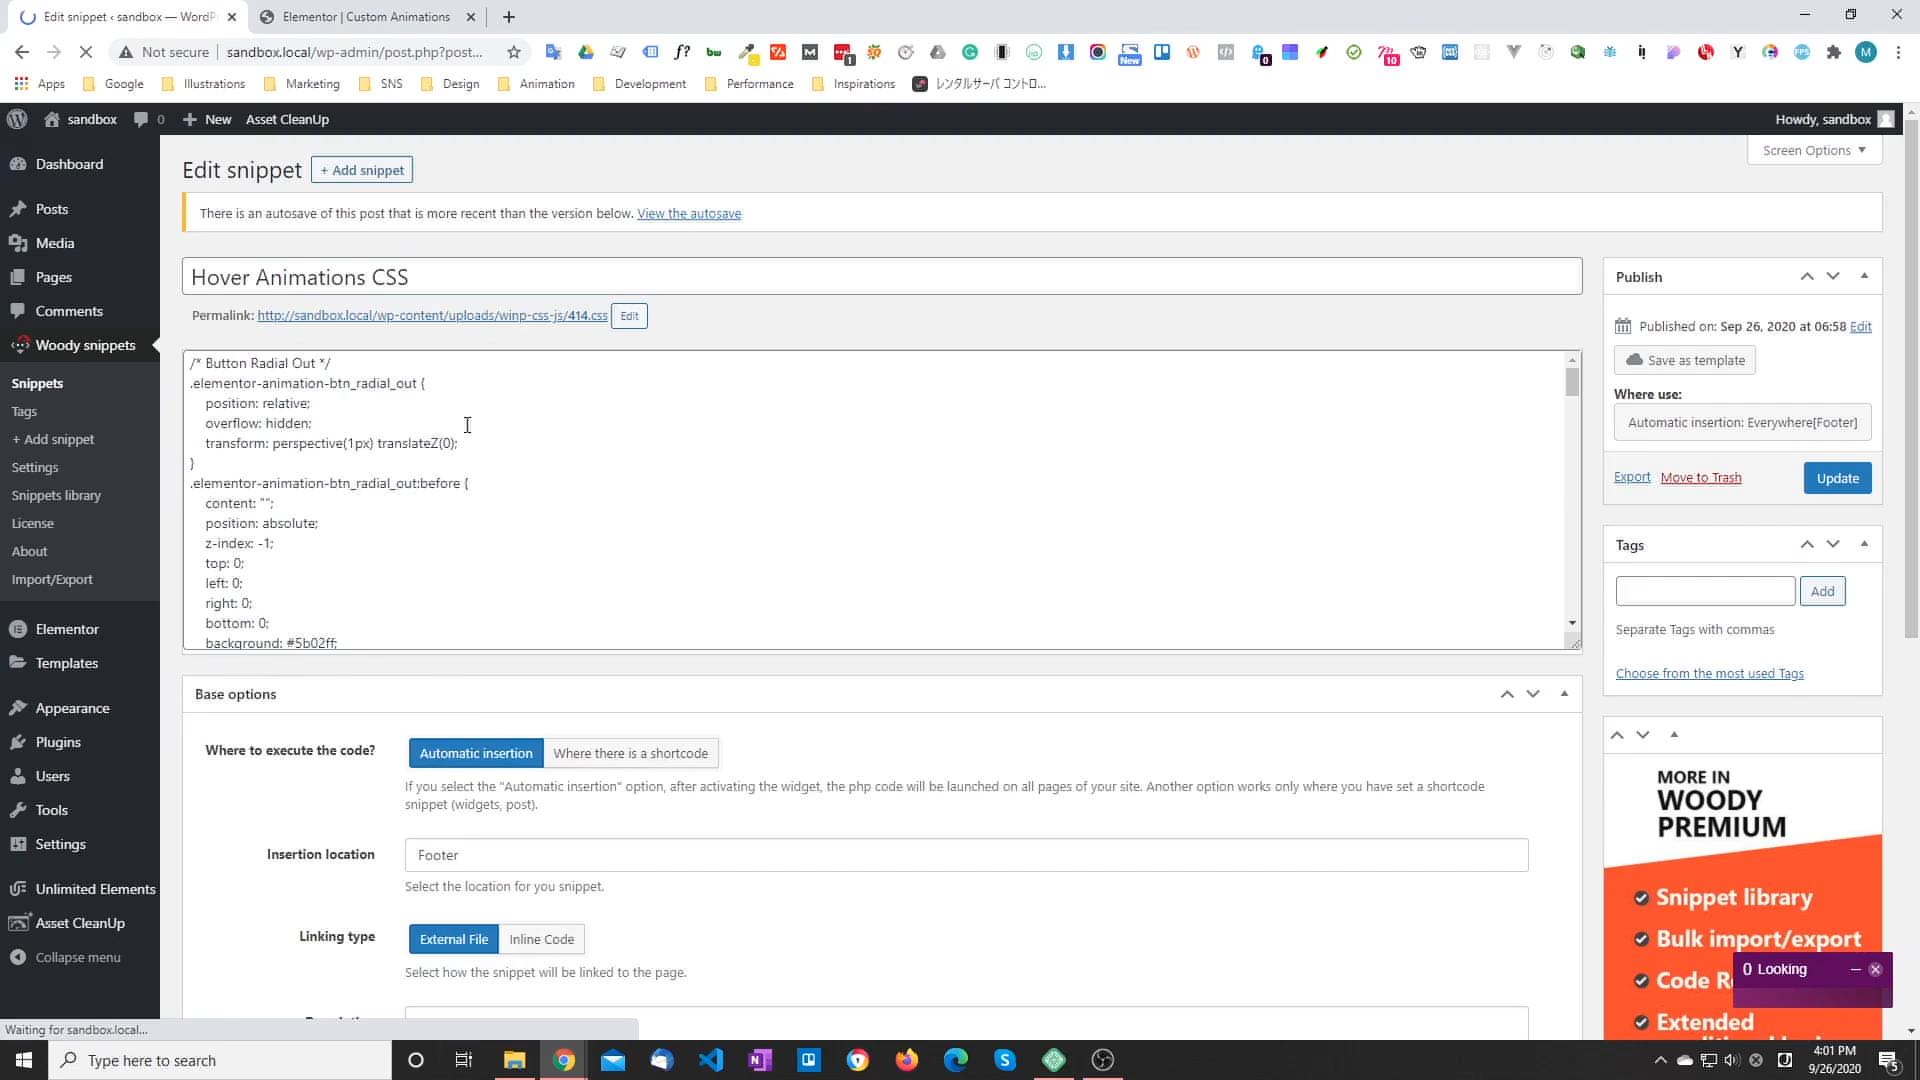 Edit snippet ‹ sandbox — WordP
Elementor | Custom Animations
Not secure
sandbox.local/wp-admin/post.php?post...
Apps
Google
Illustrations
Marketing
SNS
Design
Animation
Development
Performance
Inspirations
レンタルサーバ コントロ...
sandbox
0
New
Asset CleanUp
Howdy, sandbox
Dashboard
Posts
Media
Pages
Comments
Woody snippets
Snippets
Tags
+ Add snippet
Settings
Snippets library
License
About
Import/Export
Elementor
Templates
Appearance
Plugins
Users
Tools
Settings
Unlimited Elements
Asset CleanUp
Collapse menu
Screen Options
Edit snippet
+ Add snippet
There is an autosave of this post that is more recent than the version below. View the autosave
Hover Animations CSS
Permalink: http://sandbox.local/wp-content/uploads/winp-css-js/414.css Edit
/* Button Radial Out */
.elementor-animation-btn_radial_out {
position: relative;
overflow: hidden;
transform: perspective(1px) translateZ(0);
}
.elementor-animation-btn_radial_out:before {
content: "";
position: absolute;
z-index: -1;
top: 0;
left: 0;
right: 0;
bottom: 0;
background: #5b02ff;
Base options
Where to execute the code?
Automatic insertion
Where there is a shortcode
If you select the "Automatic insertion" option, after activating the widget, the php code will be launched on all pages of your site. Another option works only where you have set a shortcode
snippet (widgets, post).
Insertion location
Footer
Select the location for you snippet.
Linking type
External File
Inline Code
Select how the snippet will be linked to the page.
Publish
Published on: Sep 26, 2020 at 06:58 Edit
Save as template
Where use:
Automatic insertion: Everywhere[Footer]
Export
Move to Trash
Update
Tags
Add
Separate Tags with commas
Choose from the most used Tags
MORE IN
WOODY
PREMIUM
Snippet library
Bulk import/export
Code R
Extended
0 Looking
Waiting for sandbox.local...
Type here to search
4:01 PM
9/26/2020
5